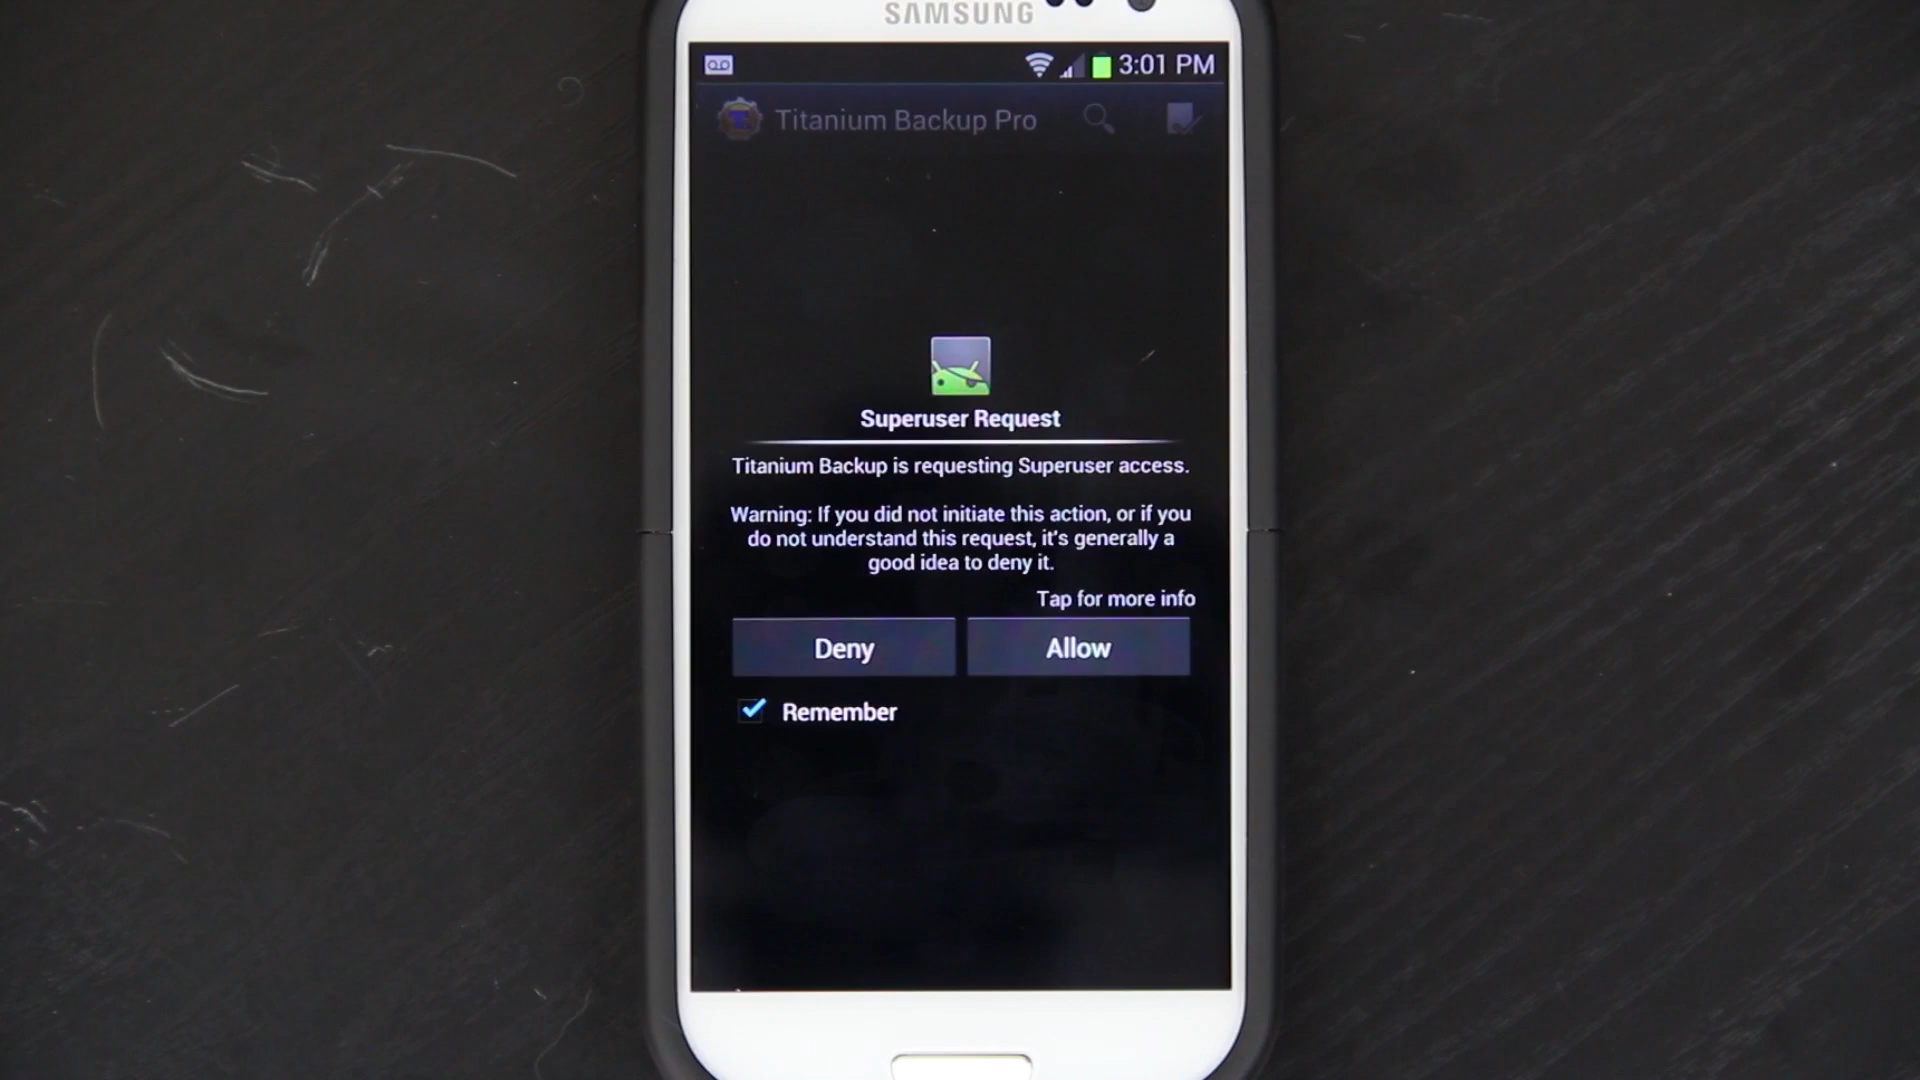 SAMSUNG
3:01 PM
Titanium Backup Pro
Superuser Request
Titanium Backup is requesting Superuser access.
Warning: If you did not initiate this action, or if you
do not understand this request, it's generally a
good idea to deny it.
Tap for more info
Deny
Allow
Remember